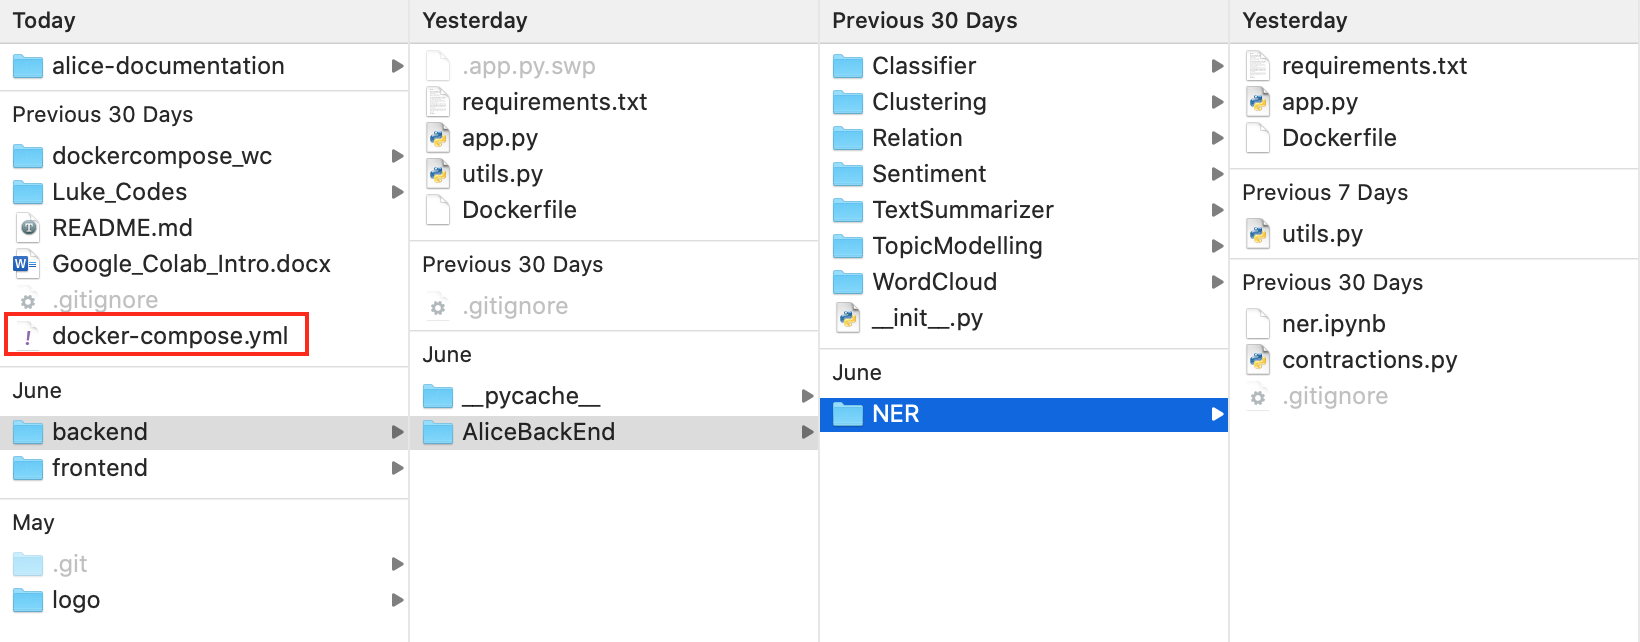 Today
alice-documentation
Previous 30 Days
dockercompose_wc
Luke_Codes
README.md
Google_Colab_Intro.docx
.gitignore
docker-compose.yml
June
backend
frontend
May
.git
logo
Yesterday
.app.py.swp
requirements.txt
app.py
utils.py
Dockerfile
Previous 30 Days
.gitignore
June
__pycache__
AliceBackEnd
Previous 30 Days
Classifier
Clustering
Relation
Sentiment
TextSummarizer
TopicModelling
WordCloud
__init__.py
June
NER
Yesterday
requirements.txt
app.py
Dockerfile
Previous 7 Days
utils.py
Previous 30 Days
ner.ipynb
contractions.py
.gitignore